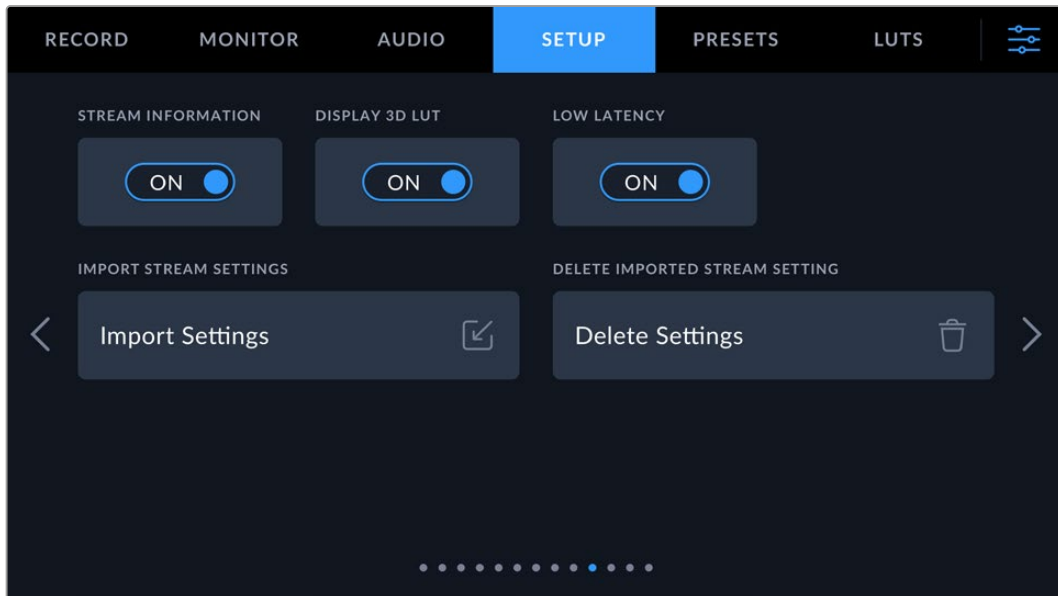 RECORD MONITOR AUDIO SETUP PRESETS LUTS
STREAM INFORMATION DISPLAY 3D LUT LOW LATENCY
ON ON ON
IMPORT STREAM SETTINGS DELETE IMPORTED STREAM SETTING
Import Settings Delete Settings